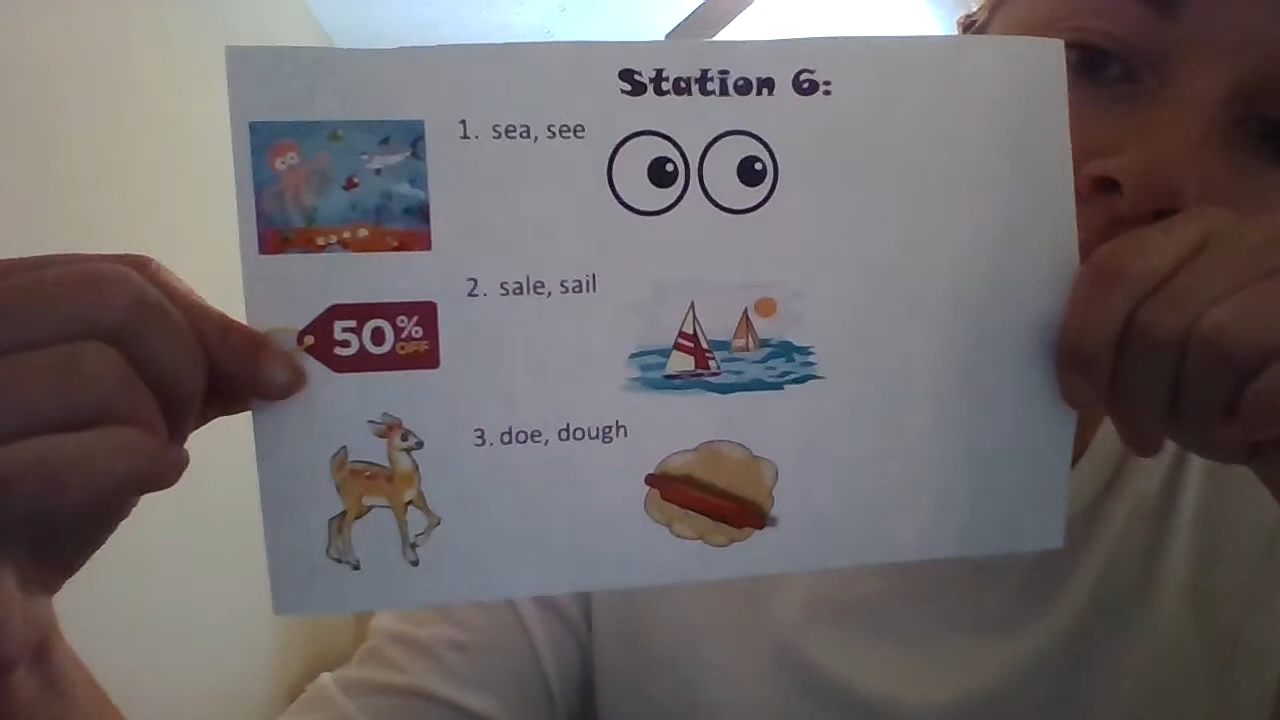 Station 6:
1. sea, see
2. sale, sail
50% OFF
3. doe, dough